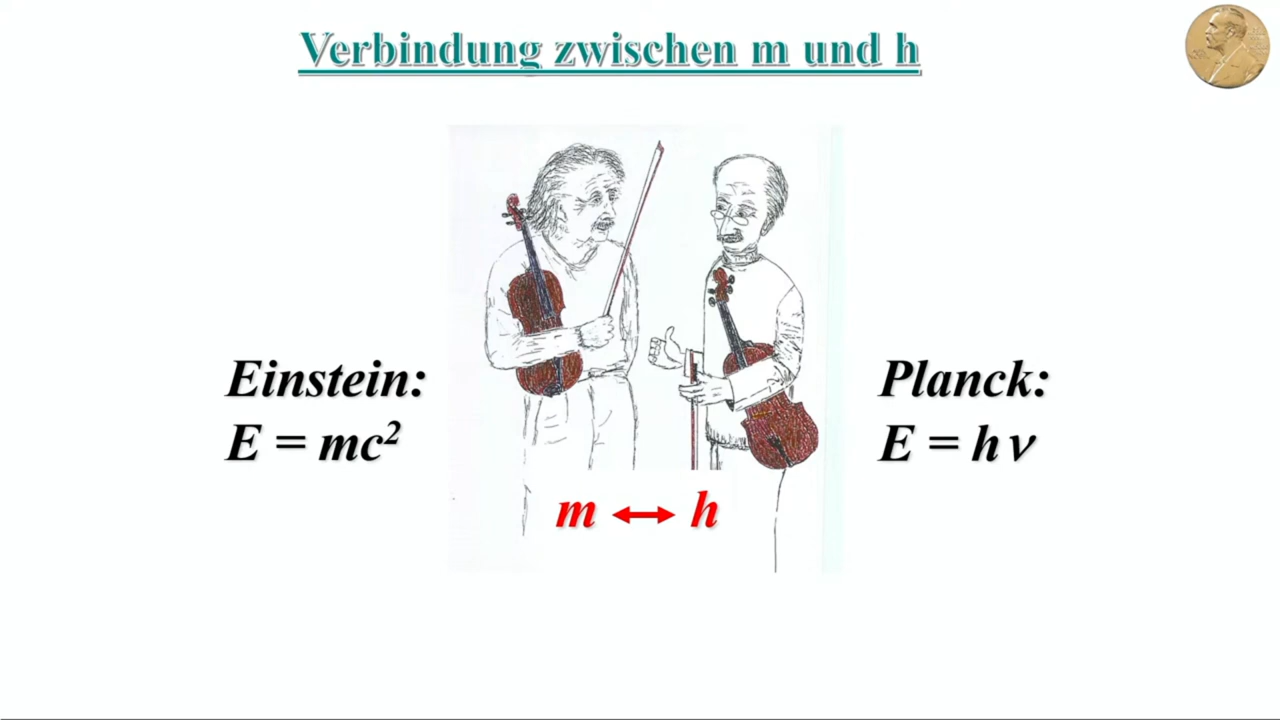 Verbindung zwischen m und h
Einstein:
E = mc²
Planck:
E = hν
m ↔ h